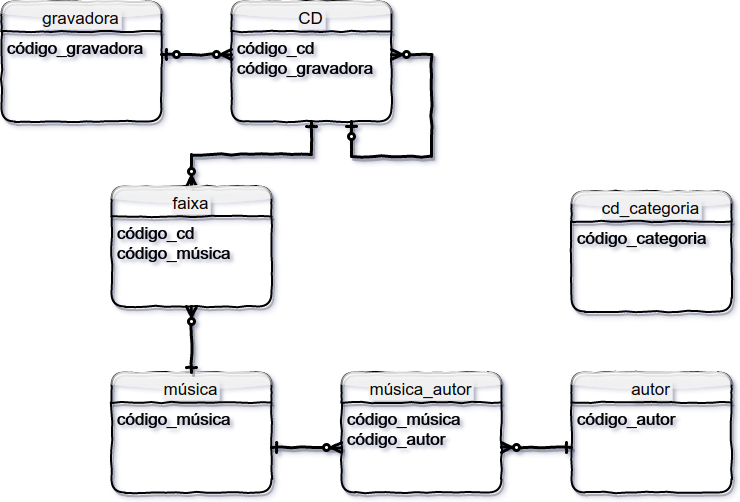 gravadora
código_gravadora
CD
código_cd
código_gravadora
faixa
código_cd
código_música
cd_categoria
código_categoria
música
código_música
música_autor
código_música
código_autor
autor
código_autor